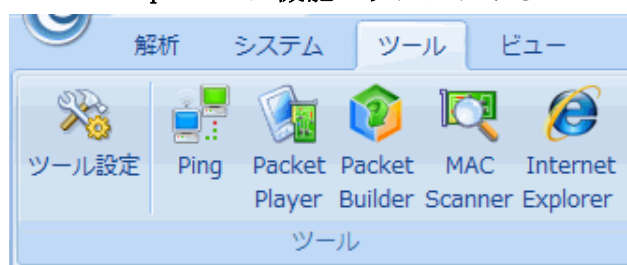 解析 システム ツール ビュー
ツール設定 Ping Packet Player Packet Builder MAC Scanner Internet Explorer
ツール